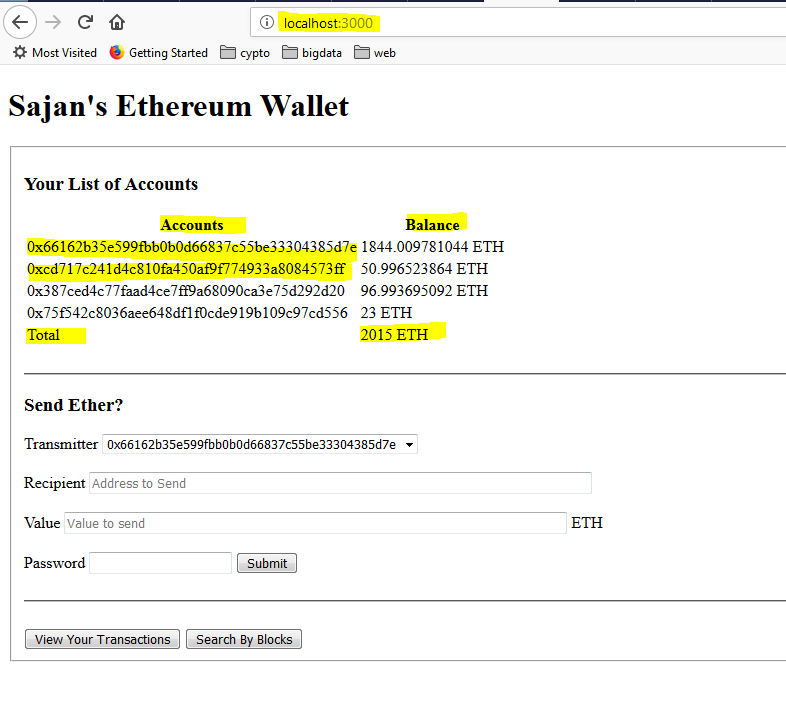 localhost:3000
Most Visited Getting Started cypto bigdata web
Sajan's Ethereum Wallet
Your List of Accounts
Accounts Balance
0x66162b35e599fbb0b0d66837c55be33304385d7e 1844.009781044 ETH
0xcd717c241d4c810fa450af9f774933a8084573ff 50.996523864 ETH
0x387ced4c77faad4ce7ff9a68090ca3e75d292d20 96.993695092 ETH
0x75f542c8036aee648df1f0cde919b109c97cd556 23 ETH
Total 2015 ETH
Send Ether?
Transmitter 0x66162b35e599fbb0b0d66837c55be33304385d7e
Recipient Address to Send
Value Value to send ETH
Password Submit
View Your Transactions Search By Blocks